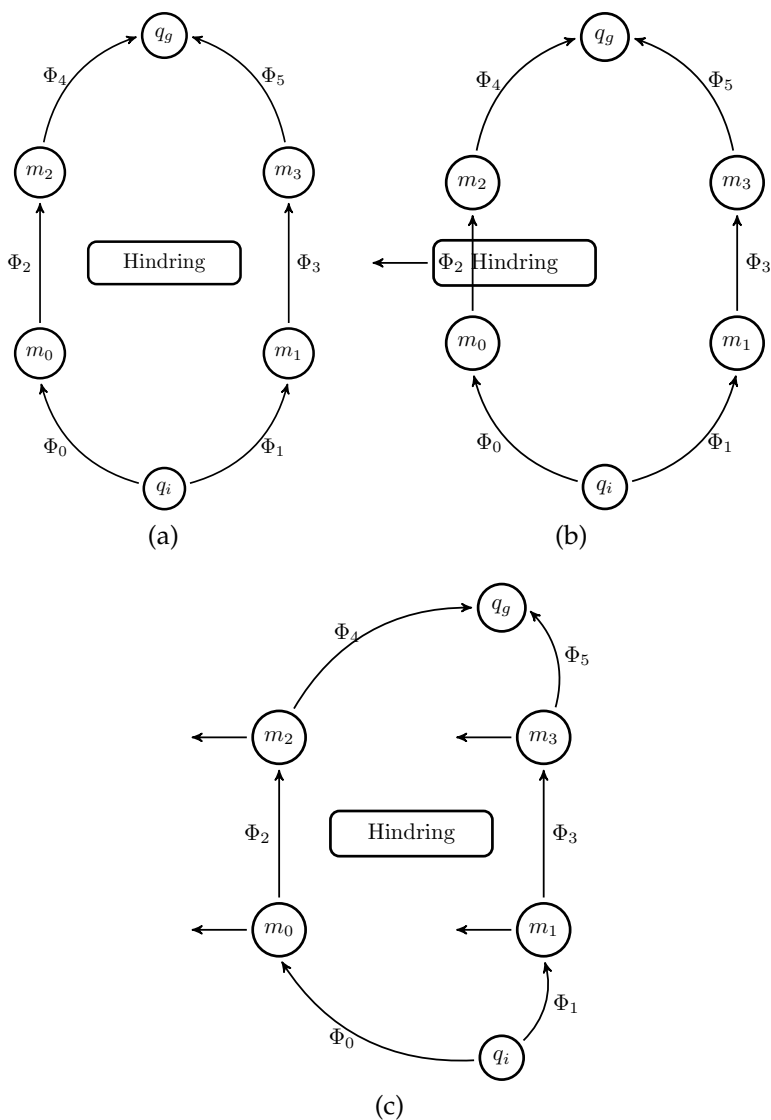 q_g
Φ_4 Φ_5
m_2 m_3
Φ_2 Hindring Φ_3
m_0 m_1
Φ_0 Φ_1
q_i
(a)
q_g
Φ_4 Φ_5
m_2 m_3
Φ_2 Hindring Φ_3
m_0 m_1
Φ_0 Φ_1
q_i
(b)
q_g
Φ_4 Φ_5
m_2 m_3
Φ_2 Hindring Φ_3
m_0 m_1
Φ_0 Φ_1
q_i
(c)